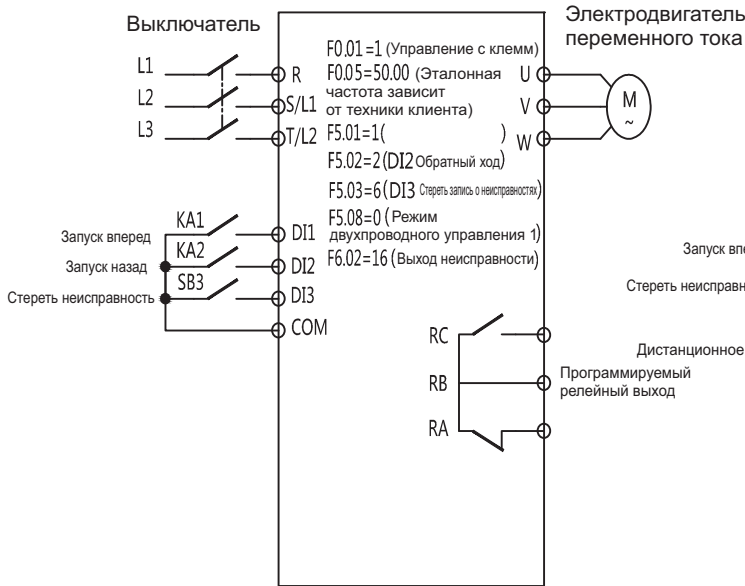 Выключатель
Электродвигатель
переменного тока
L1
L2
L3
R
S/L1
T/L2
F0.01=1 (Управление с клемм)
F0.05=50.00 (Эталонная
частота зависит
от техники клиента)
F5.01=1( )
F5.02=2(DI2 Обратный ход)
F5.03=6(DI3 Стереть запись о неисправностях)
F5.08=0 (Режим
двухпроводного управления 1)
F6.02=16 (Выход неисправности)
U
V
W
M
~
Запуск вперед
KA1
DI1
Запуск назад
KA2
DI2
Стереть неисправность
SB3
DI3
COM
RC
RB
RA
Программируемый
релейный выход
Запуск впе
Стереть неисправн
Дистанционное